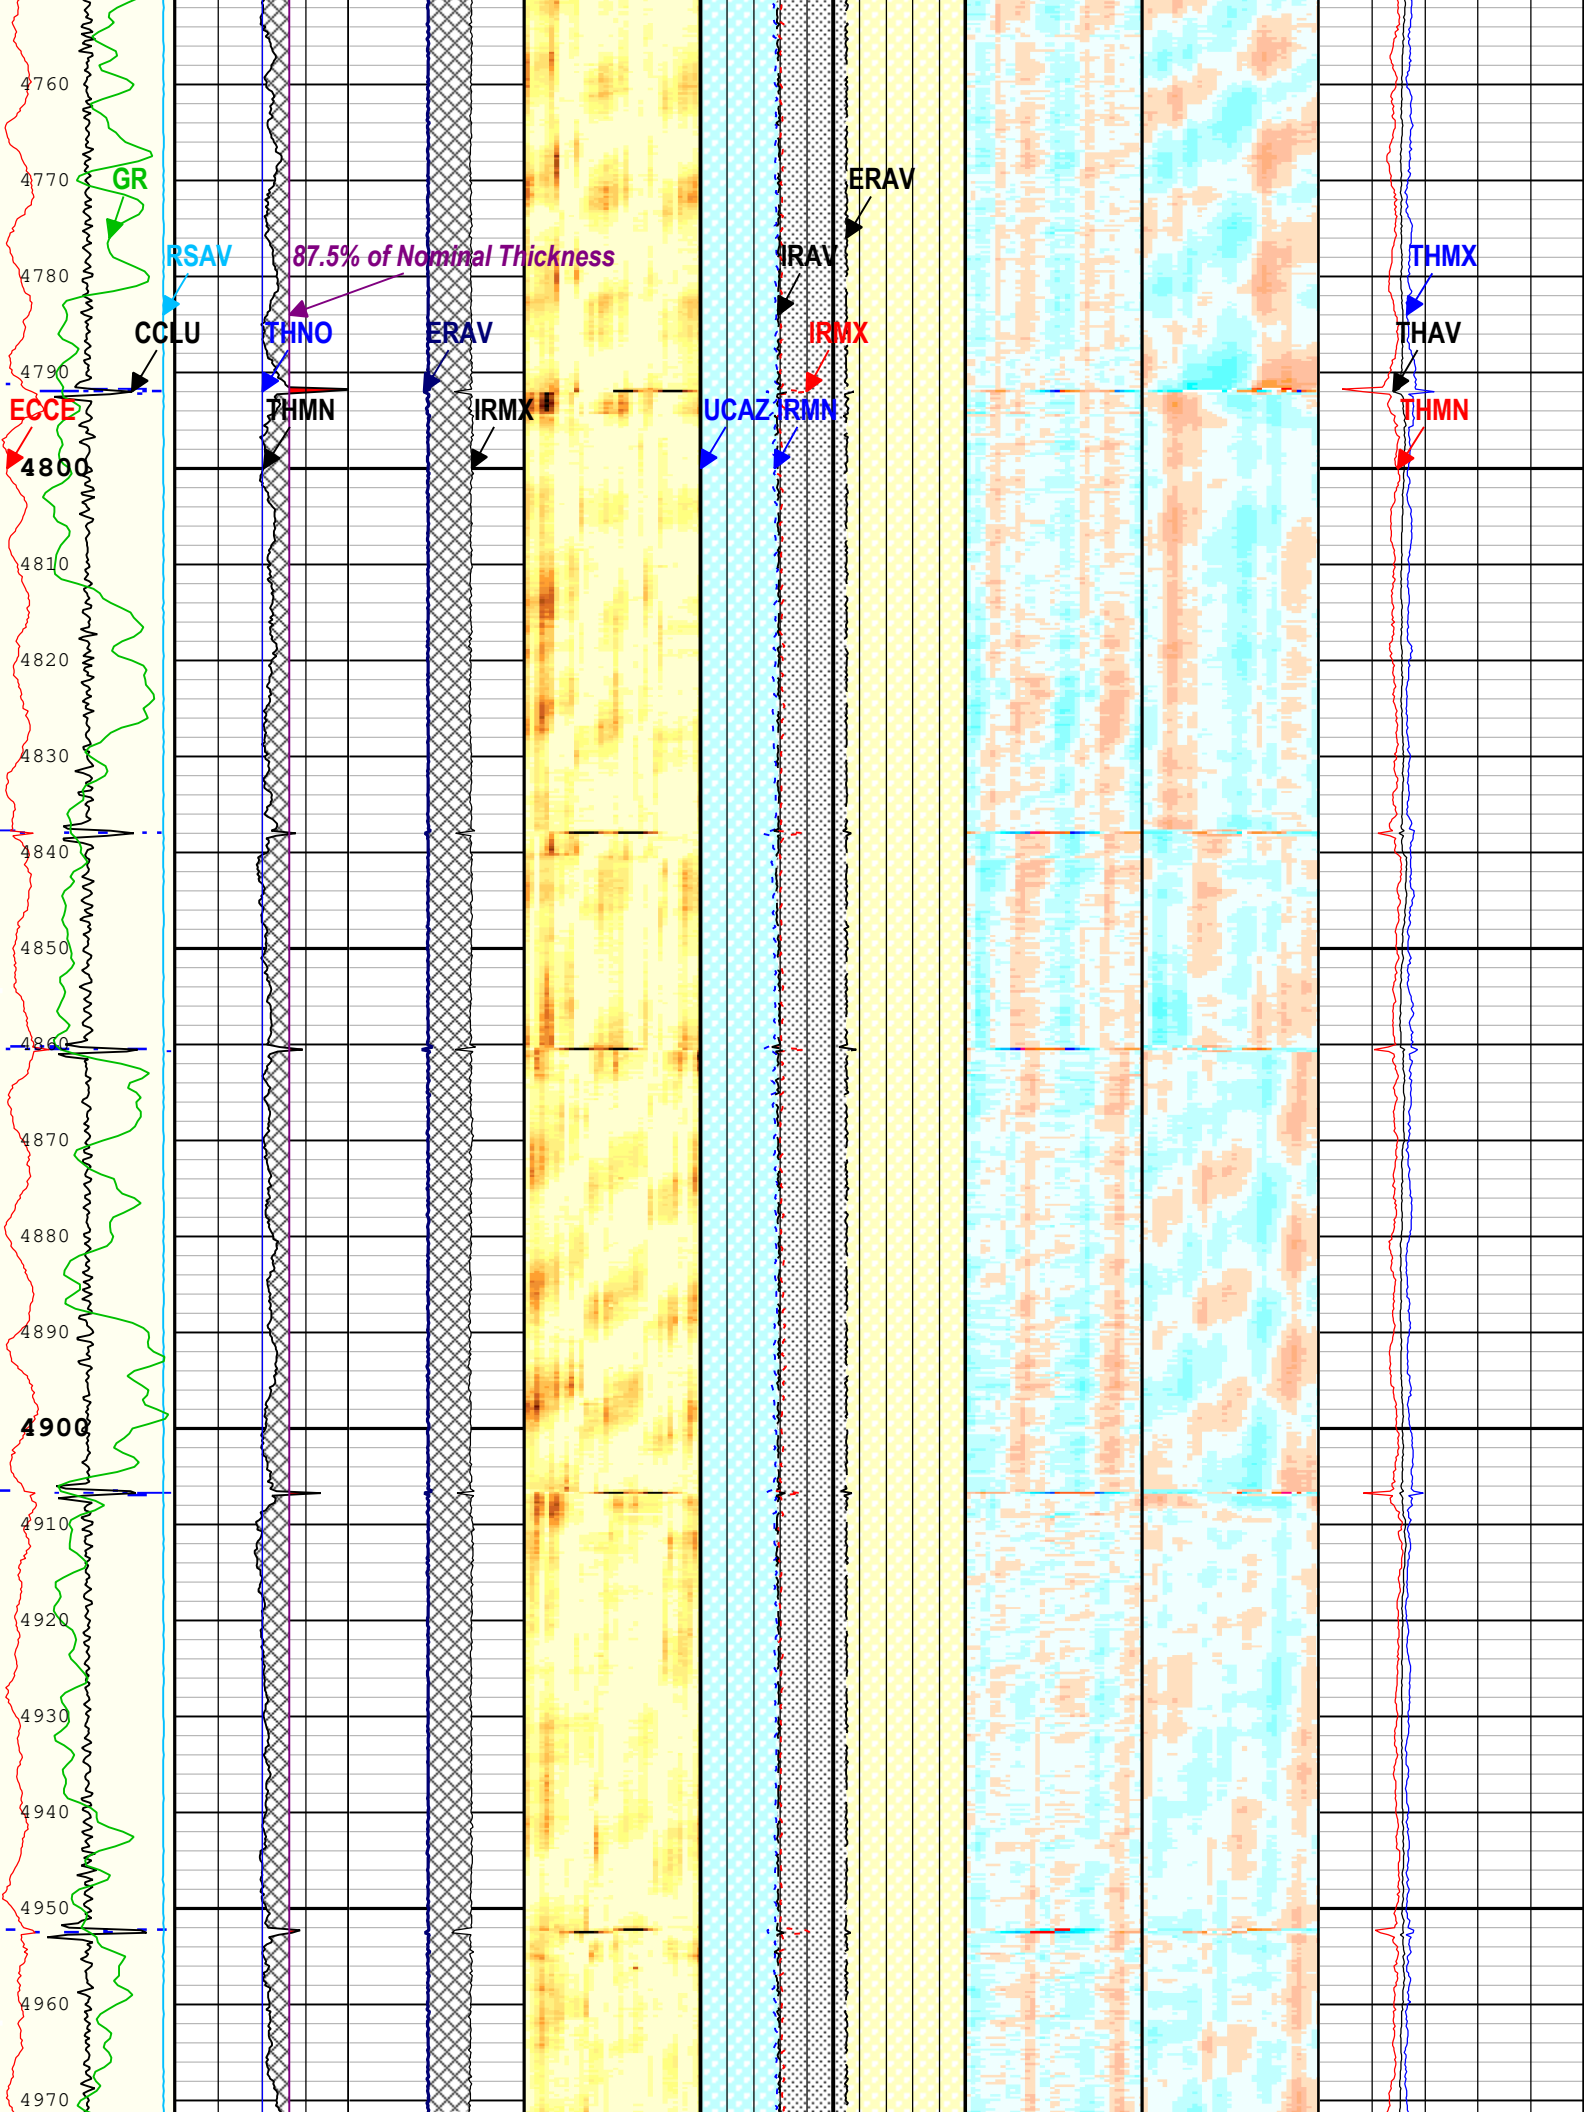 4760
4770
GR
ERAV
RSAV
87.5% of Nominal Thickness
IRAV
THMX
4780
CCLU
THNO
ERAV
IRMX
THAV
4790
ECCE
THMN
IRMX
UCAZ
IRMN
THMN
4800
4810
4820
4830
4840
4850
4860
4870
4880
4890
4900
4910
4920
4930
4940
4950
4960
4970